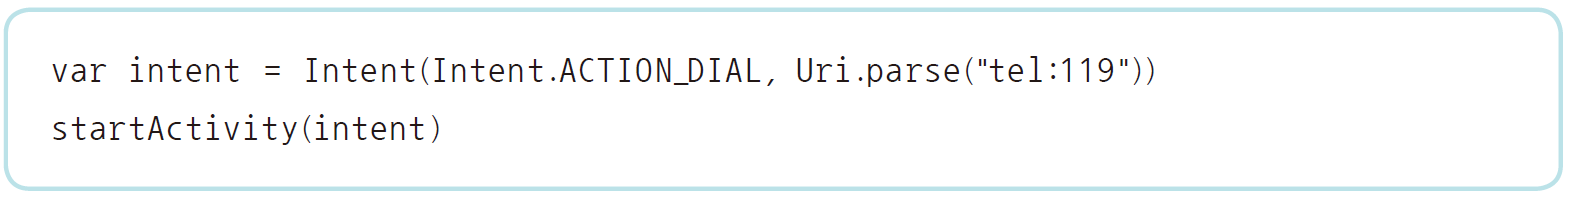 var intent = Intent(Intent.ACTION_DIAL, Uri.parse("tel:119"))
startActivity(intent)